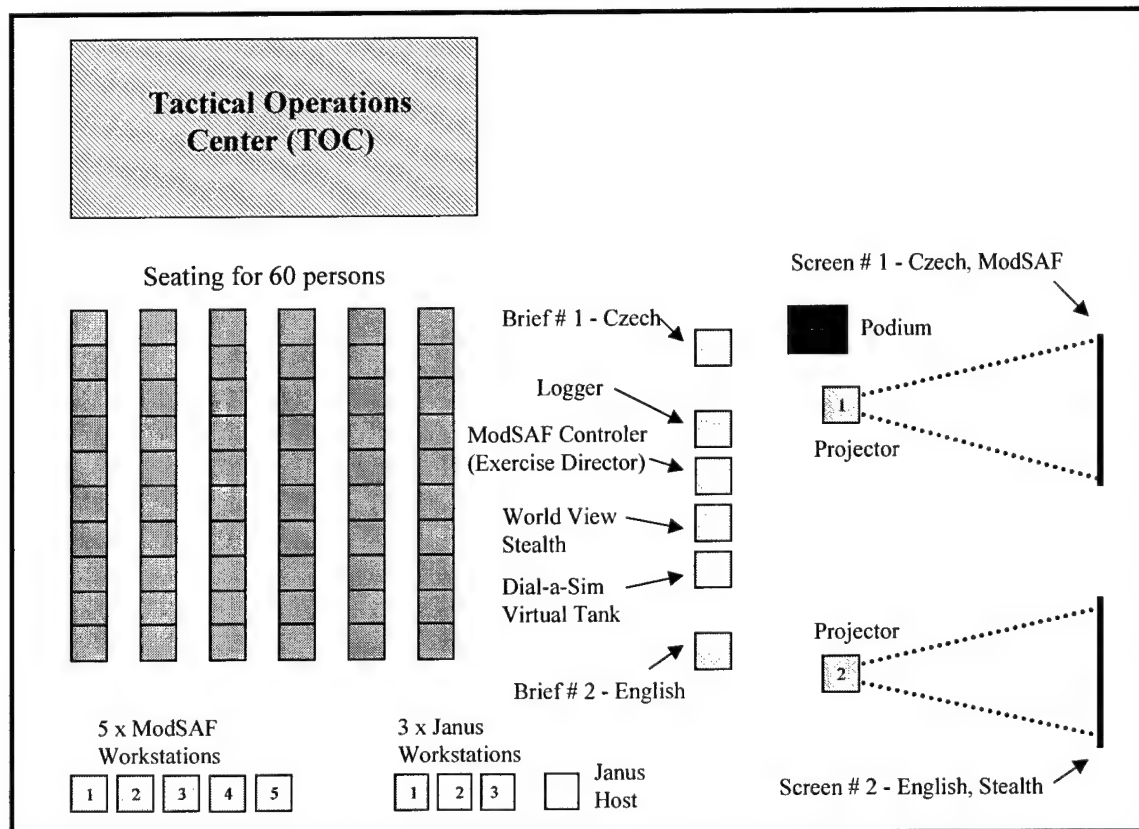 Tactical Operations
Center (TOC)
Seating for 60 persons
Screen # 1 - Czech, ModSAF
Brief # 1 - Czech
Podium
Logger
1
Projector
ModSAF Controler
(Exercise Director)
World View
Stealth
Dial-a-Sim
Virtual Tank
Projector
2
Brief # 2 - English
5 x ModSAF
Workstations
1 2 3 4 5
3 x Janus
Workstations
1 2 3
Janus
Host
Screen # 2 - English, Stealth